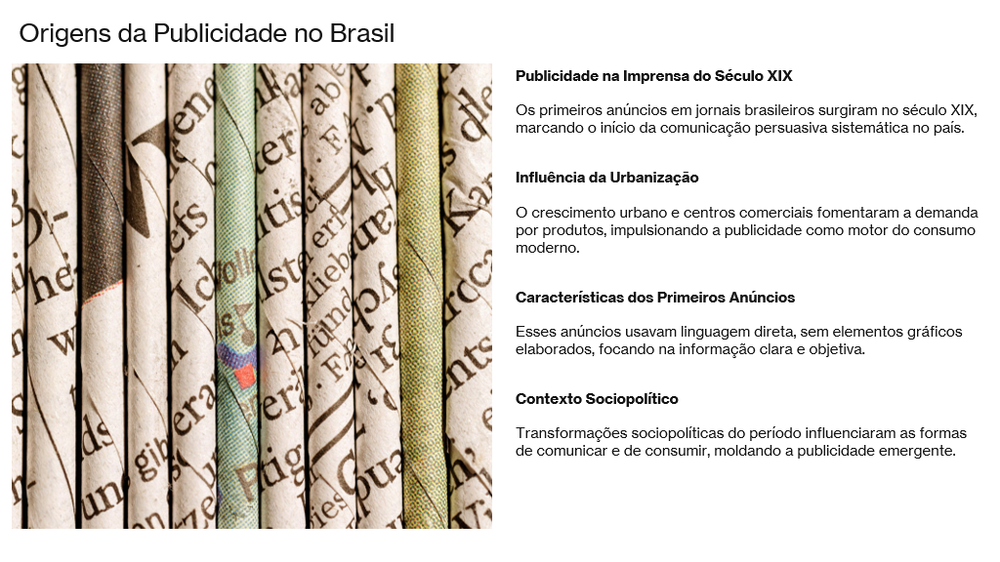 Origens da Publicidade no Brasil
Publicidade na Imprensa do Século XIX
Os primeiros anúncios em jornais brasileiros surgiram no século XIX,
marcando o início da comunicação persuasiva sistemática no país.
Influência da Urbanização
O crescimento urbano e centros comerciais fomentaram a demanda
por produtos, impulsionando a publicidade como motor do consumo
moderno.
Características dos Primeiros Anúncios
Esses anúncios usavam linguagem direta, sem elementos gráficos
elaborados, focando na informação clara e objetiva.
Contexto Sociopolítico
Transformações sociopolíticas do período influenciaram as formas
de comunicar e de consumir, moldando a publicidade emergente.